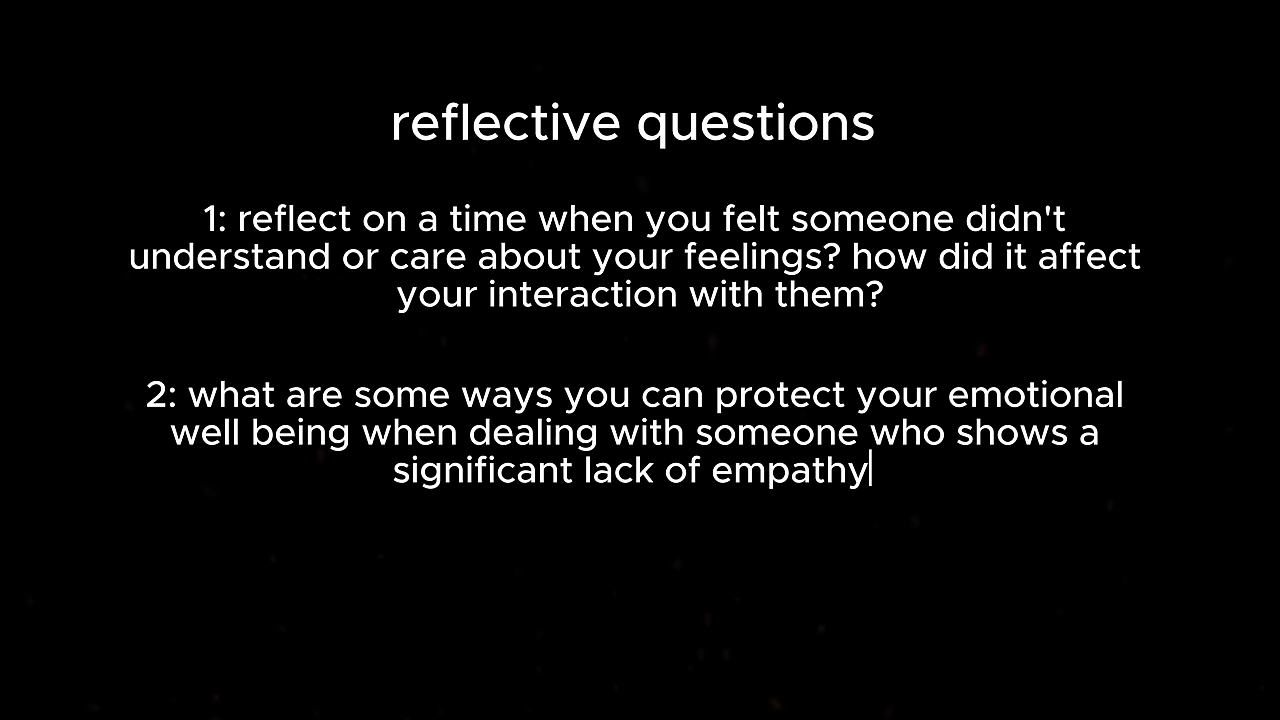 reflective questions
1: reflect on a time when you felt someone didn't
understand or care about your feelings? how did it affect
your interaction with them?
2: what are some ways you can protect your emotional
well being when dealing with someone who shows a
significant lack of empathy